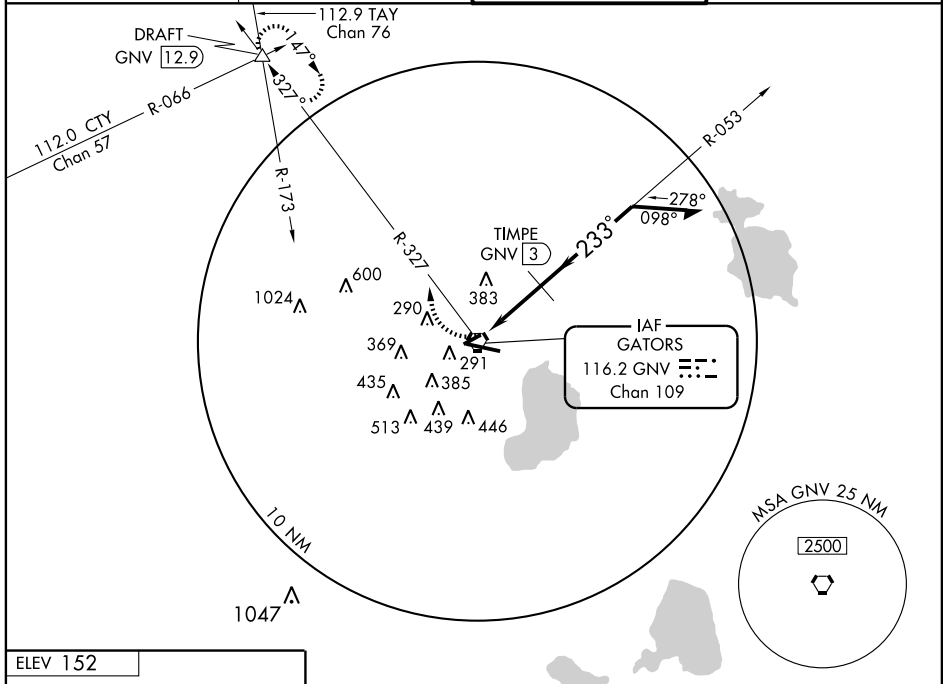 112.9 TAY
Chan 76
DRAFT
GNV 12.9
147°
327°
R-066
112.0 CTY
Chan 57
R-173
R-053
278°
098°
233°
TIMPE
GNV 3
R-327
600
1024
383
290
369
291
435
385
513
439
446
IAF
GATORS
116.2 GNV
Chan 109
10 NM
MSA GNV 25 NM
2500
1047
ELEV 152